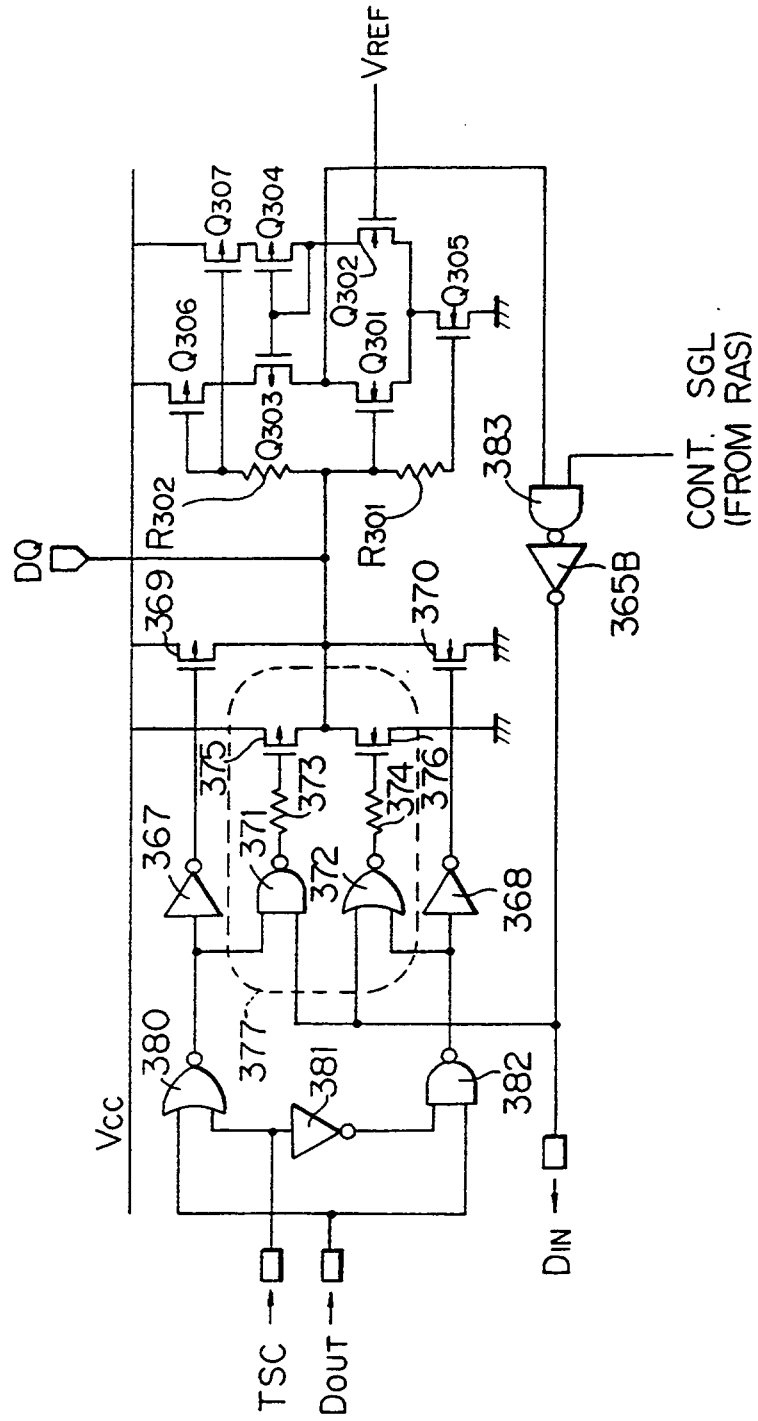 DQ
VCC
VREF
Q307
Q304
Q306
Q303
Q302
Q301
Q305
R302
R301
369
370
367
375
371
373
372
374
376
368
377
380
381
382
383
365B
TSC
DOUT
DIN
CONT. SGL
(FROM RAS)